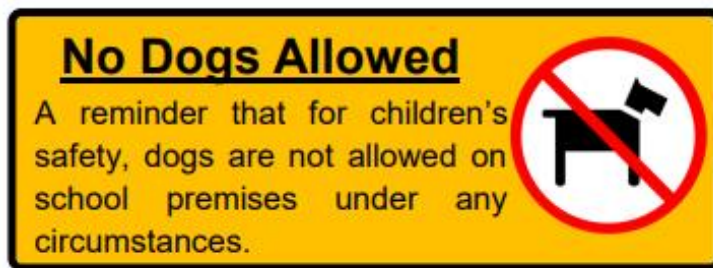 No Dogs Allowed
A reminder that for children's
safety, dogs are not allowed on
school premises under any
circumstances.